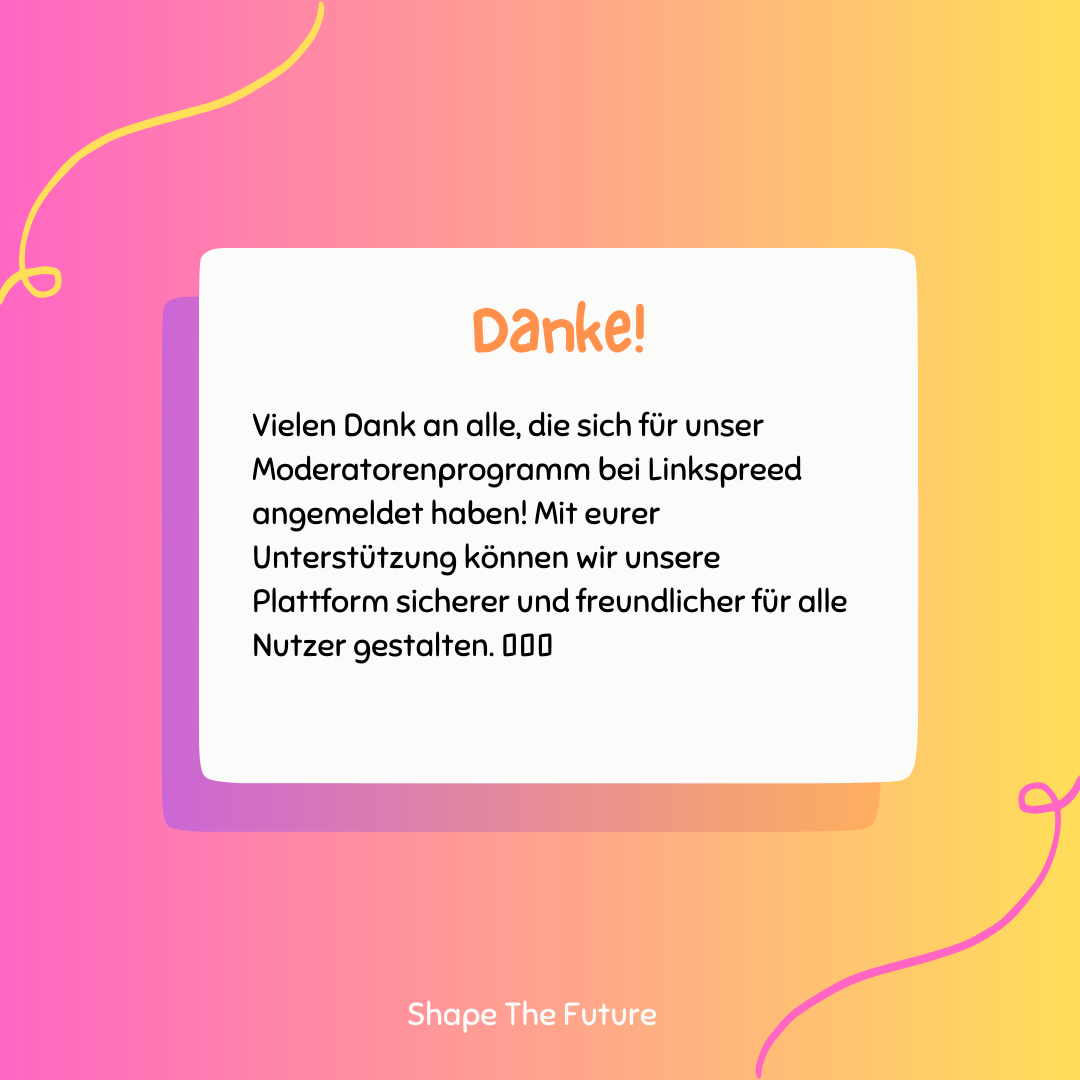 Danke!
Vielen Dank an alle, die sich für unser
Moderatorenprogramm bei Linkspreed
angemeldet haben! Mit eurer
Unterstützung können wir unsere
Plattform sicherer und freundlicher für alle
Nutzer gestalten.
Shape The Future